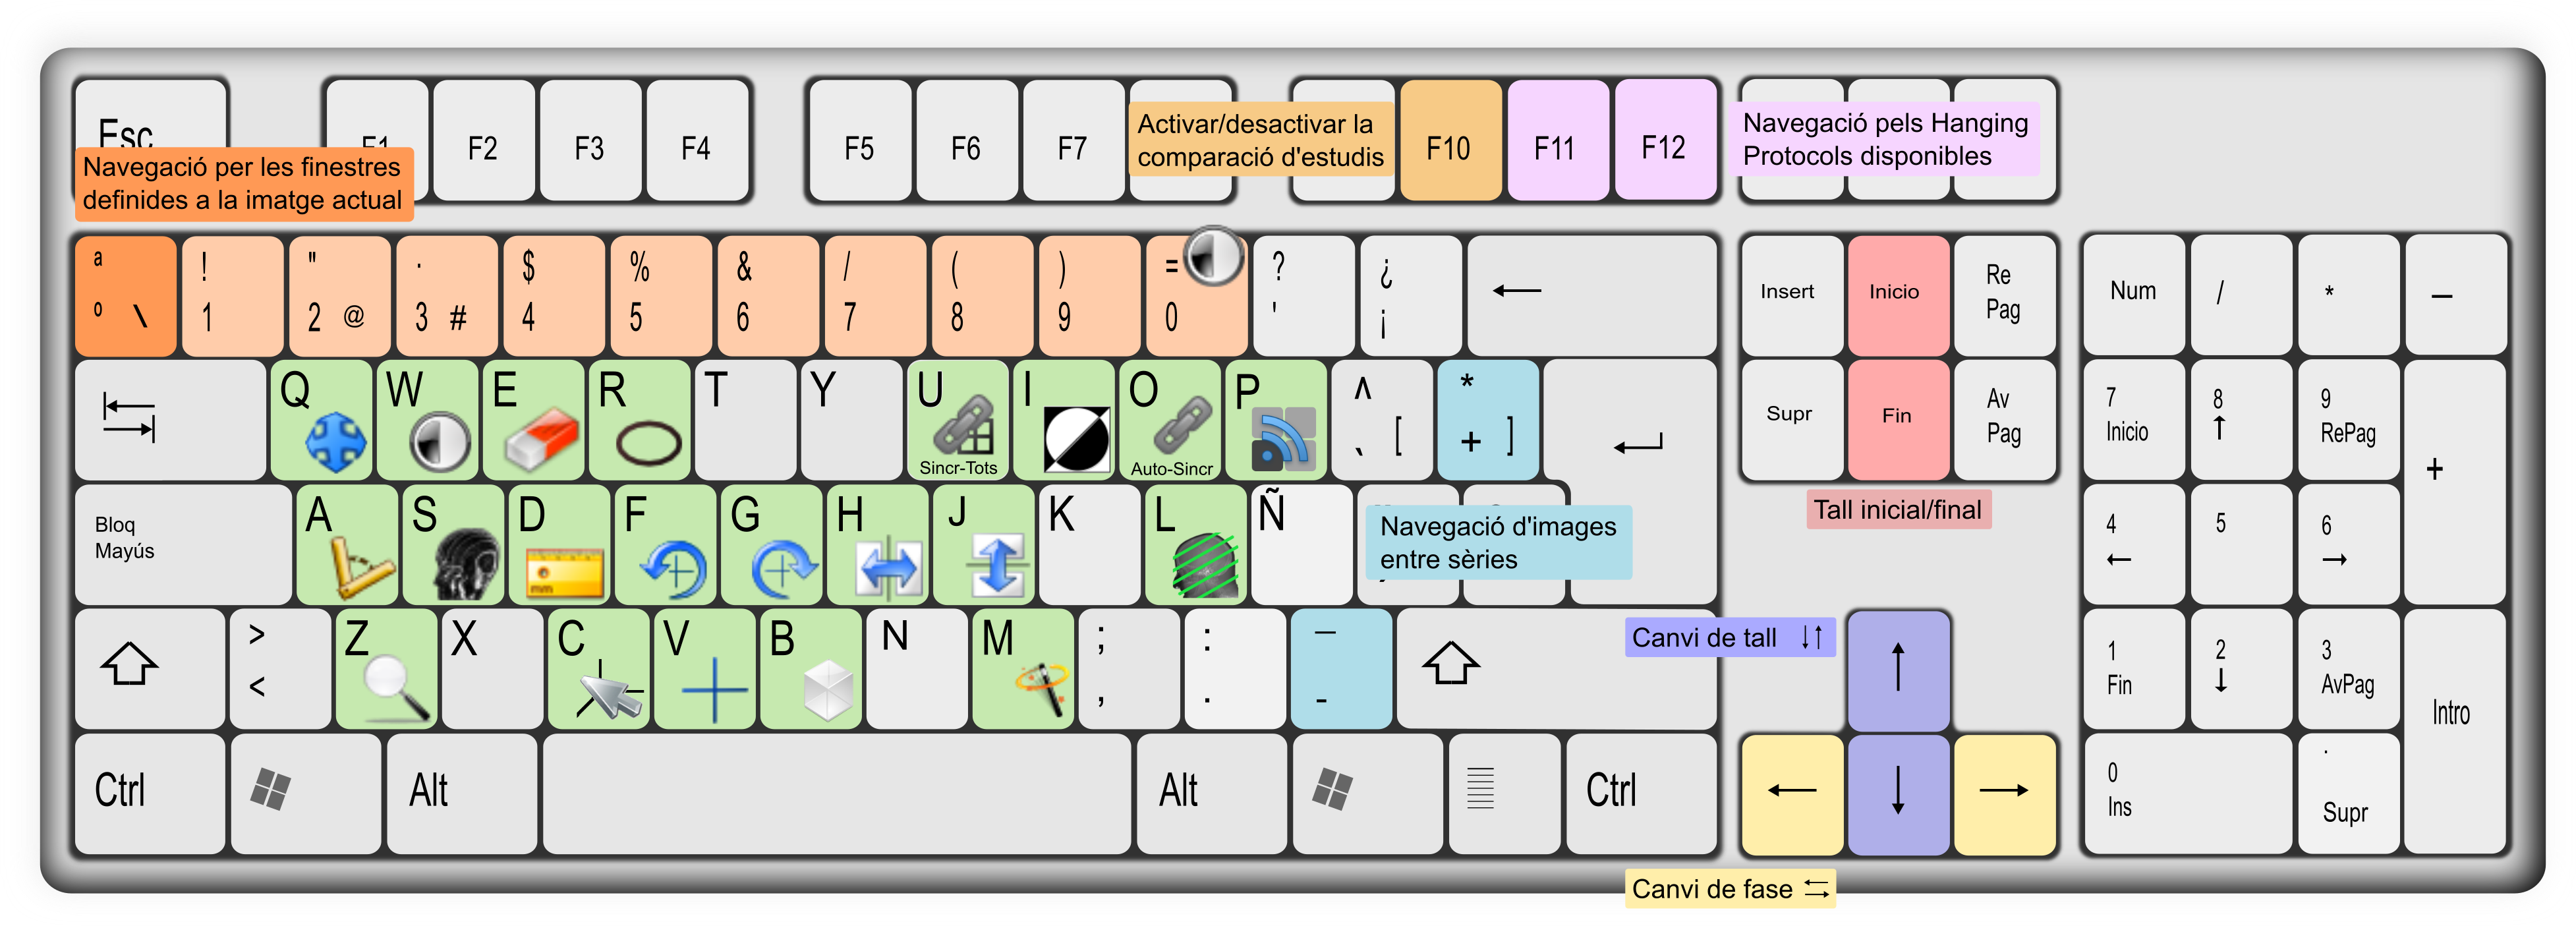 Esc
F1 F2 F3 F4
F5 F6 F7
Activar/desactivar la
comparació d'estudis
F10 F11 F12
Navegació pels Hanging
Protocols disponibles
Navegació per les finestres
definides a la imatge actual
ª º \
! 1
" 2 @
· 3 #
$ 4
% 5
& 6
/ 7
( 8
) 9
= 0
? '
¿ ¡
←
Insert Inicio Re
Pag
Num / * −
Q W E R T Y
U Sincr-Tots
I
O Auto-Sincr
P
^ ` [
* + ]
Supr Fin Av
Pag
7
Inicio
8
↑
9
RePag
+
Tall inicial/final
Bloq
Mayús
A S D F G H J K L Ñ
mm
Navegació d'images
entre sèries
4
←
5
6
→
> <
Z X C V B N M
; ,
: .
_ -
Canvi de tall ↓↑
↑
1
Fin
2
↓
3
AvPag
Intro
Ctrl Alt Alt Ctrl
← ↓ →
0
Ins
.
Supr
Canvi de fase ⇆